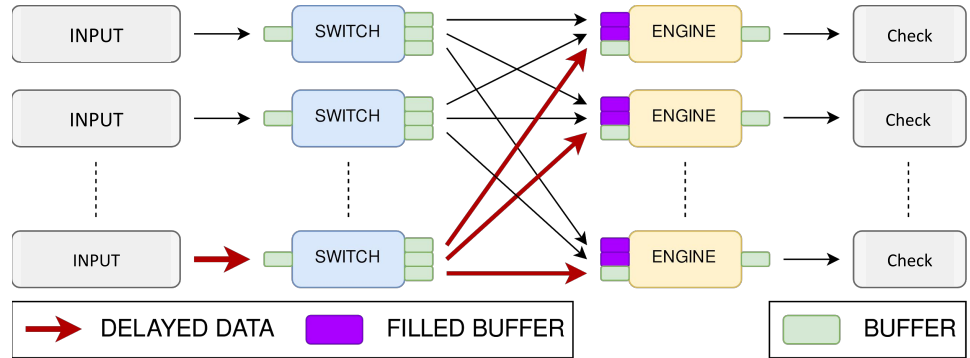 INPUT SWITCH ENGINE Check
INPUT SWITCH ENGINE Check
INPUT SWITCH ENGINE Check
DELAYED DATA FILLED BUFFER BUFFER